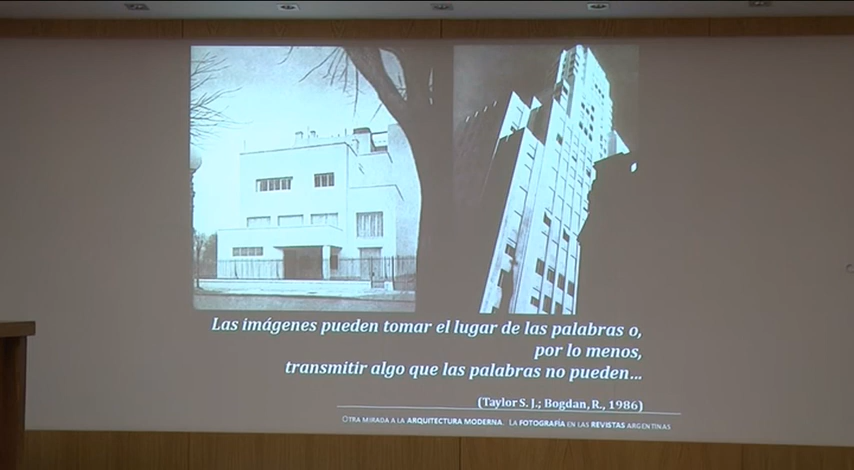 Las imágenes pueden tomar el lugar de las palabras o,
por lo menos,
transmitir algo que las palabras no pueden...
(Taylor S. J.; Bogdan, R., 1986)
OTRA MIRADA A LA ARQUITECTURA MODERNA. LA FOTOGRAFÍA EN LAS REVISTAS ARGENTINAS